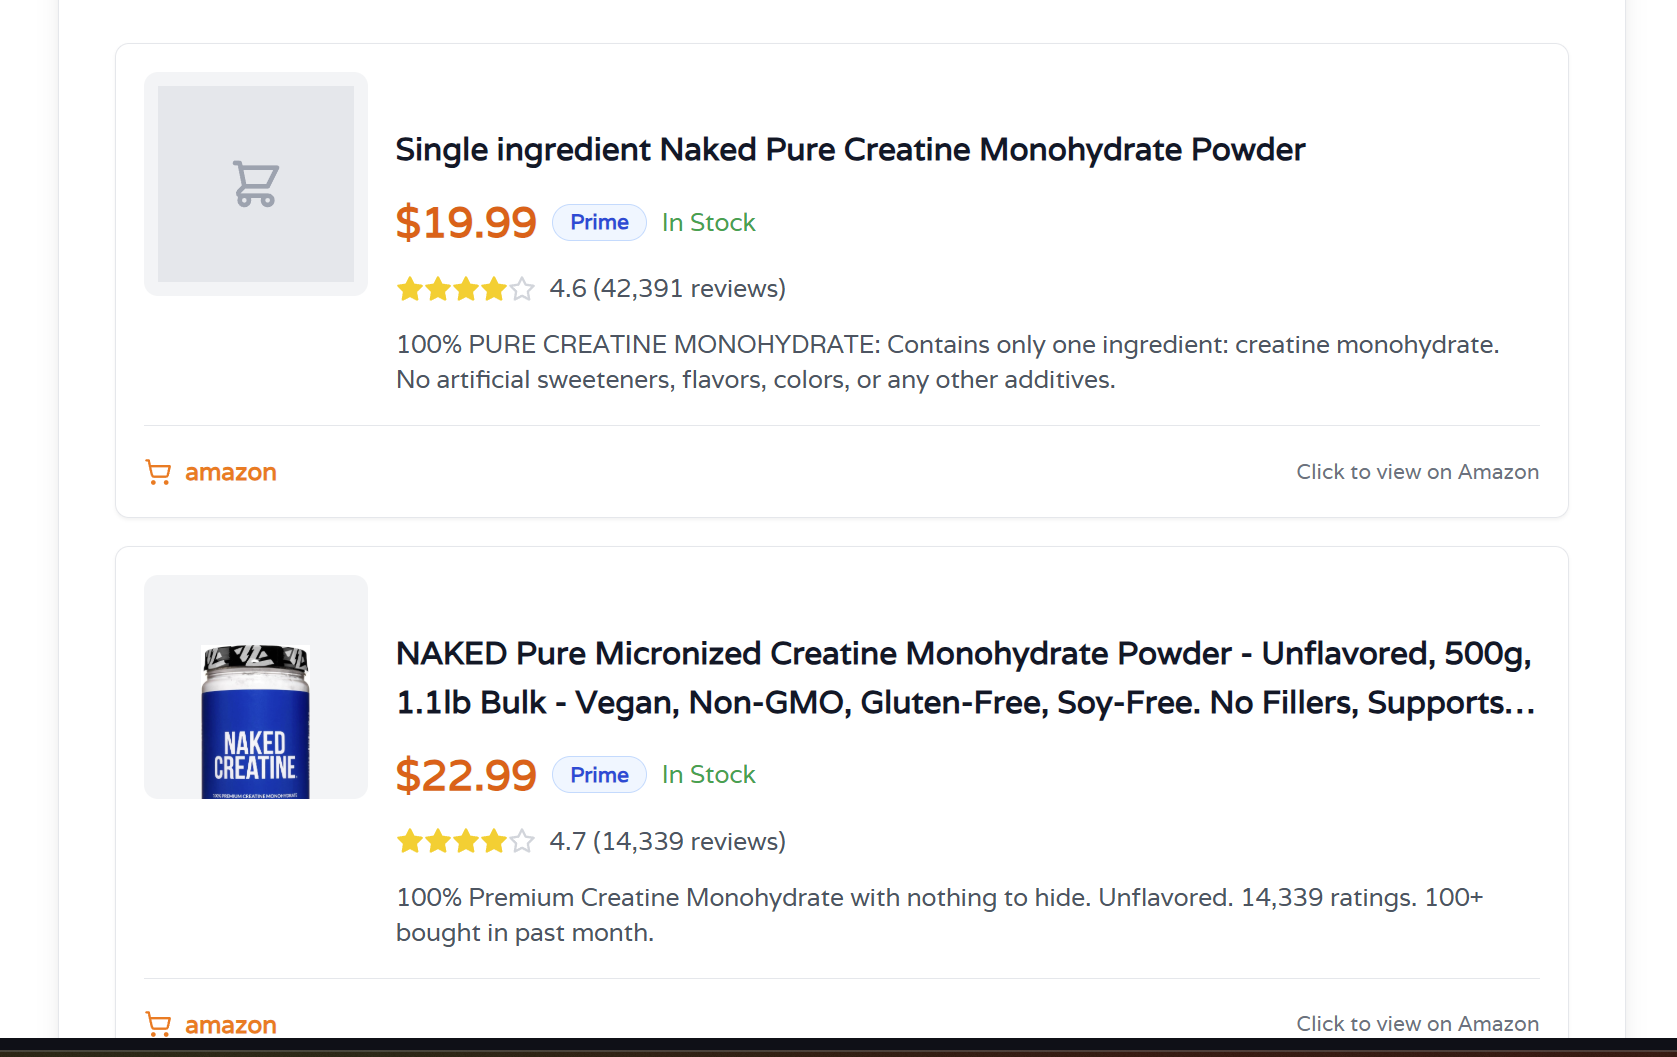 Single ingredient Naked Pure Creatine Monohydrate Powder
$19.99 Prime In Stock
4.6 (42,391 reviews)
100% PURE CREATINE MONOHYDRATE: Contains only one ingredient: creatine monohydrate.
No artificial sweeteners, flavors, colors, or any other additives.
amazon Click to view on Amazon
NAKED Pure Micronized Creatine Monohydrate Powder - Unflavored, 500g,
1.1lb Bulk - Vegan, Non-GMO, Gluten-Free, Soy-Free. No Fillers, Supports...
NAKED
CREATINE
100% PREMIUM CREATINE MONOHYDRATE
$22.99 Prime In Stock
4.7 (14,339 reviews)
100% Premium Creatine Monohydrate with nothing to hide. Unflavored. 14,339 ratings. 100+
bought in past month.
amazon Click to view on Amazon